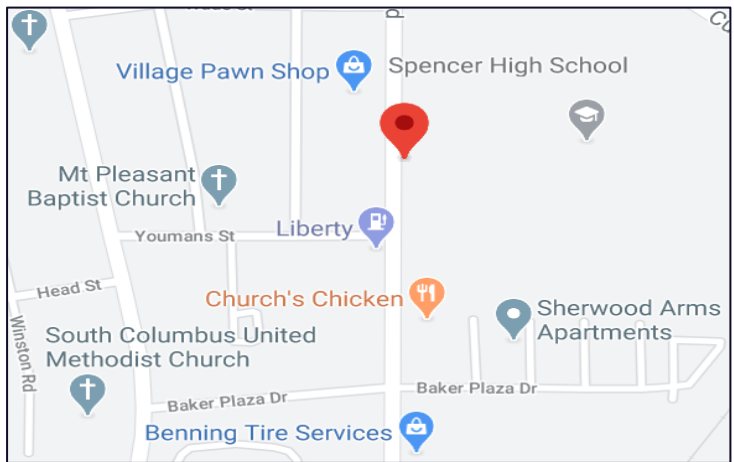 Village Pawn Shop
Spencer High School
Mt Pleasant
Baptist Church
Youmans St
Liberty
Head St
Church's Chicken
Winston Rd
South Columbus United
Methodist Church
Sherwood Arms
Apartments
Baker Plaza Dr
Baker Plaza Dr
Benning Tire Services